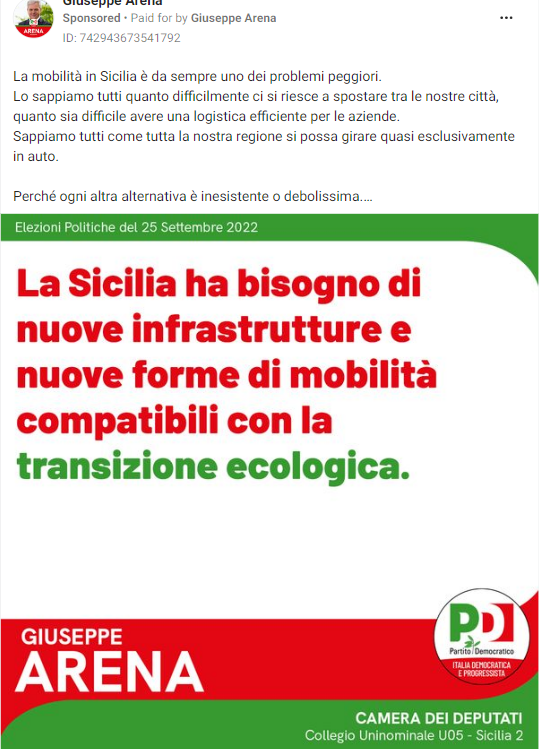 Giuseppe Arena
Sponsored • Paid for by Giuseppe Arena
ID: 742943673541792
ARENA
La mobilità in Sicilia è da sempre uno dei problemi peggiori.
Lo sappiamo tutti quanto difficilmente ci si riesce a spostare tra le nostre città,
quanto sia difficile avere una logistica efficiente per le aziende.
Sappiamo tutti come tutta la nostra regione si possa girare quasi esclusivamente
in auto.
Perché ogni altra alternativa è inesistente o debolissima....
Elezioni Politiche del 25 Settembre 2022
La Sicilia ha bisogno di
nuove infrastrutture e
nuove forme di mobilità
compatibili con la
transizione ecologica.
GIUSEPPE
ARENA
PD
Partito Democratico
ITALIA DEMOCRATICA
E PROGRESSISTA
CAMERA DEI DEPUTATI
Collegio Uninominale U05 - Sicilia 2